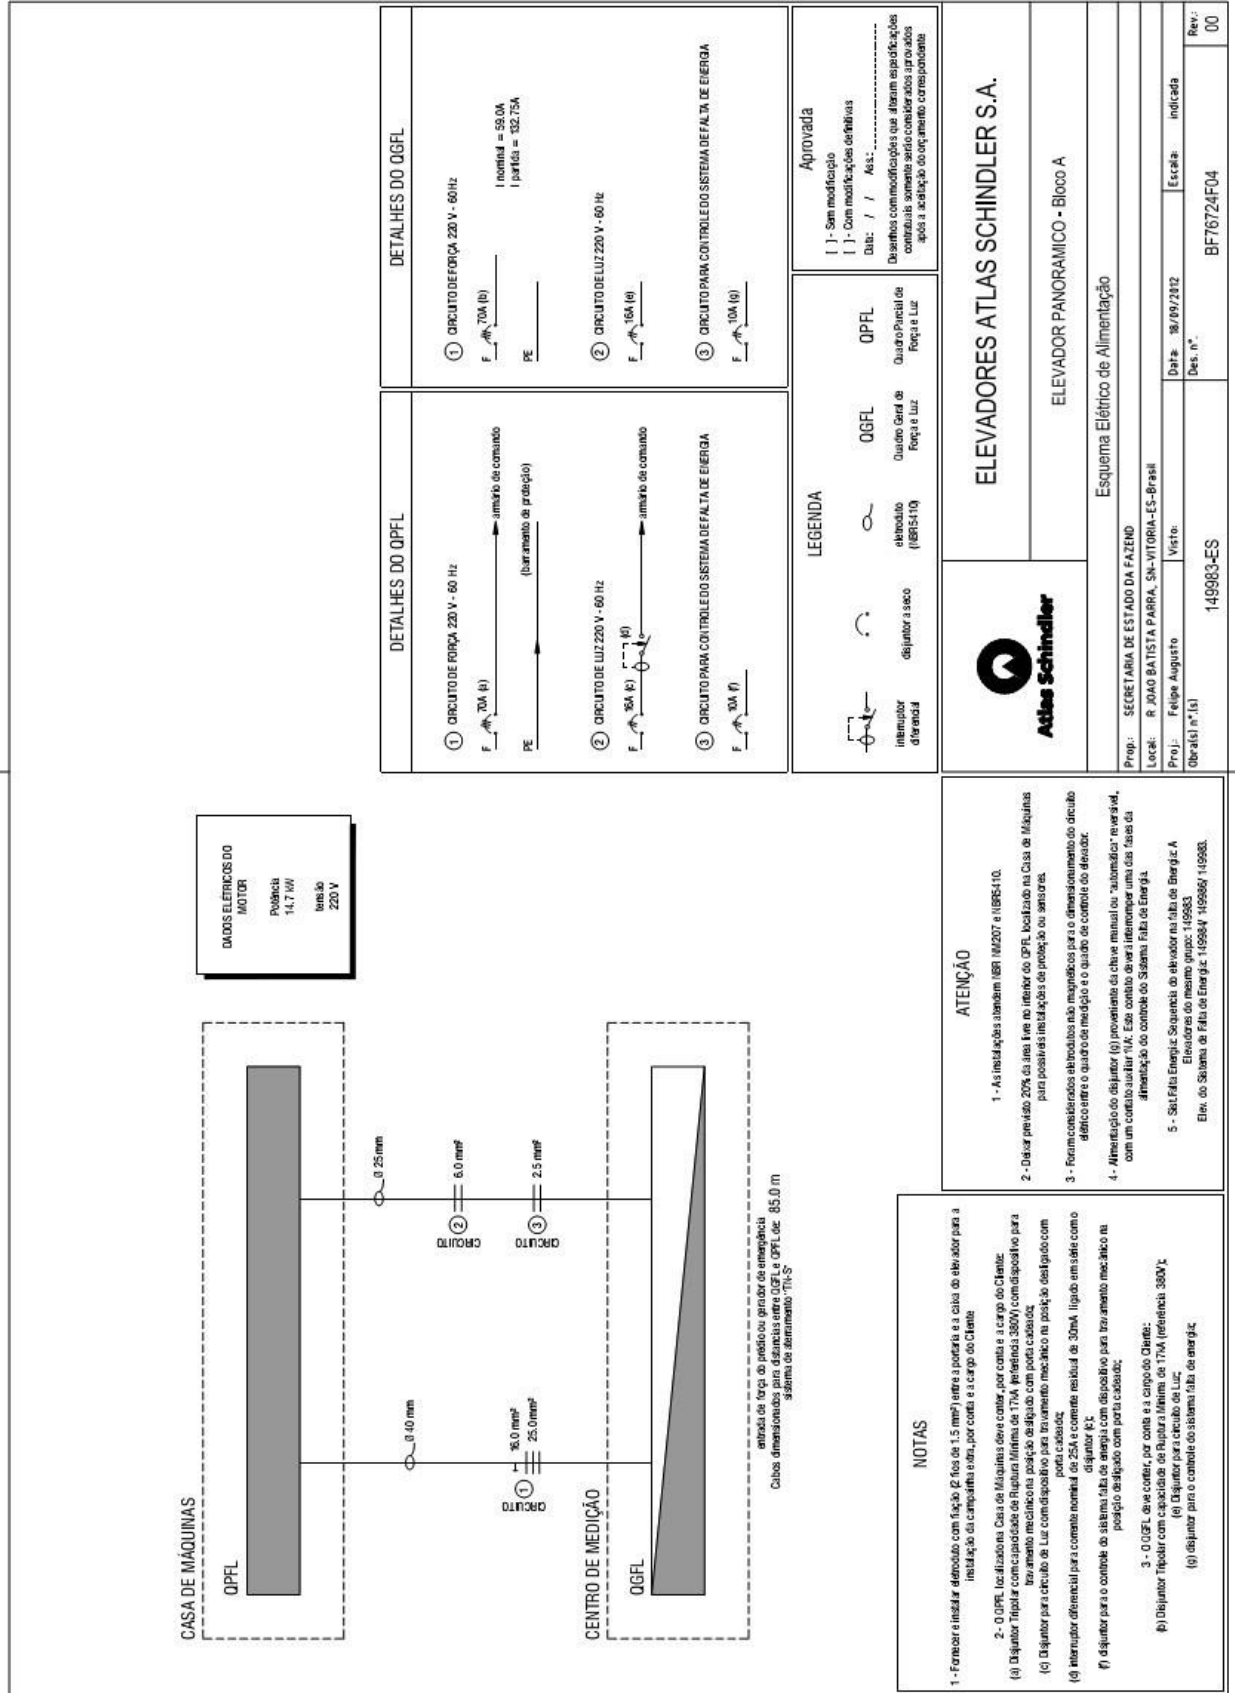 CASA DE MÁQUINAS
QPFL
Ø 40 mm
Ø 25 mm
CIRCUITO 1
16.0 mm²
25.0 mm²
CIRCUITO 2
6.0 mm²
CIRCUITO 3
2.5 mm²
CENTRO DE MEDIÇÃO
QGFL
entrada de força do prédio ou gerador de emergência
Cabos dimensionados para distancias entre QGFL e QPFL de: 85.0 m
sistema de aterramento "TN-S"
DADOS ELÉTRICOS DO
MOTOR
Potência
14.7 kW
tensão
220 V
NOTAS
1 - Fornecer e instalar eletroduto com fiação (2 fios de 1.5 mm²) entre a portaria e a caixa do elevador para a
instalação da campainha extra, por conta e a cargo do Cliente
2 - O QPFL localizado na Casa de Máquinas deve conter, por conta e a cargo do Cliente:
(a) Disjuntor Tripolar com capacidade de Ruptura Mínima de 17kA (referência 380V) com dispositivo para
travamento mecânico na posição desligado com porta cadeado;
(c) Disjuntor para circuito de Luz com dispositivo para travamento mecânico na posição desligado com
porta cadeado;
(d) interruptor diferencial para corrente nominal de 25A e corrente residual de 30mA ligado em série com o
disjuntor (c);
(f) disjuntor para o controle do sistema falta de energia com dispositivo para travamento mecânico na
posição desligado com porta cadeado;
3 - O QGFL deve conter, por conta e a cargo do Cliente:
(b) Disjuntor Tripolar com capacidade de Ruptura Mínima de 17kA (referência 380V);
(e) Disjuntor para circuito de Luz;
(g) disjuntor para o controle do sistema falta de energia;
ATENÇÃO
1 - As instalações atendem NBR NM207 e NBR5410.
2 - Deixar previsto 20% da área livre no interior do QPFL localizado na Casa de Máquinas
para possíveis instalações de proteção ou sensores.
3 - Foram considerados eletrodutos não magnéticos para o dimensionamento do circuito
elétrico entre o quadro de medição e o quadro de controle do elevador.
4 - Alimentação do disjuntor (g) proveniente da chave manual ou "automática" reversível,
com um contato auxiliar 1NA. Este contato deverá interromper uma das fases da
alimentação do controle do Sistema Falta de Energia.
5 - Sist.Falta Energia: Sequencia do elevador na falta de Energia: A
Elevadores do mesmo grupo: 149983
Elev. do Sistema de Falta de Energia: 149984/ 149986/ 149983.
DETALHES DO QPFL
1 CIRCUITO DE FORÇA 220 V - 60 Hz
F 70A (a) armário de comando
PE (barramento de proteção)
2 CIRCUITO DE LUZ 220 V - 60 Hz
F 16A (c) (d) armário de comando
3 CIRCUITO PARA CONTROLE DO SISTEMA DE FALTA DE ENERGIA
F 10A (f)
DETALHES DO QGFL
1 CIRCUITO DE FORÇA 220 V - 60 Hz
F 70A (b)
I nominal = 59.0A
I partida = 132.75A
PE
2 CIRCUITO DE LUZ 220 V - 60 Hz
F 16A (e)
3 CIRCUITO PARA CONTROLE DO SISTEMA DE FALTA DE ENERGIA
F 10A (g)
LEGENDA
interruptor
diferencial
disjuntor a seco
eletroduto
(NBR5410)
QGFL
Quadro Geral de
Força e Luz
QPFL
Quadro Parcial de
Força e Luz
Aprovada
[ ] - Sem modificação
[ ] - Com modificações definitivas
Data: / / Ass.:
Desenhos com modificações que alteram especificações
contratuais somente serão considerados aprovados
após a aceitação do orçamento correspondente
Atlas Schindler
ELEVADORES ATLAS SCHINDLER S.A.
ELEVADOR PANORAMICO - Bloco A
Esquema Elétrico de Alimentação
Prop.: SECRETARIA DE ESTADO DA FAZEND
Local: R JOAO BATISTA PARRA, SN-VITORIA-ES-Brasil
Proj.: Felipe Augusto Visto: Data: 18/09/2012 Escala: indicada
Obra(s) n°.(s) 149983-ES Des. n°. BF76724F04 Rev.: 00